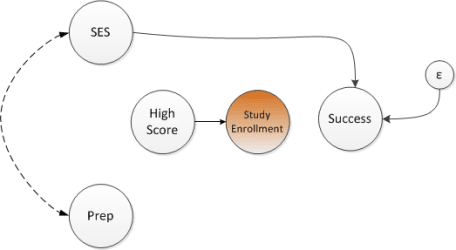 SES
ε
High
Score
Study
Enrollment
Success
Prep